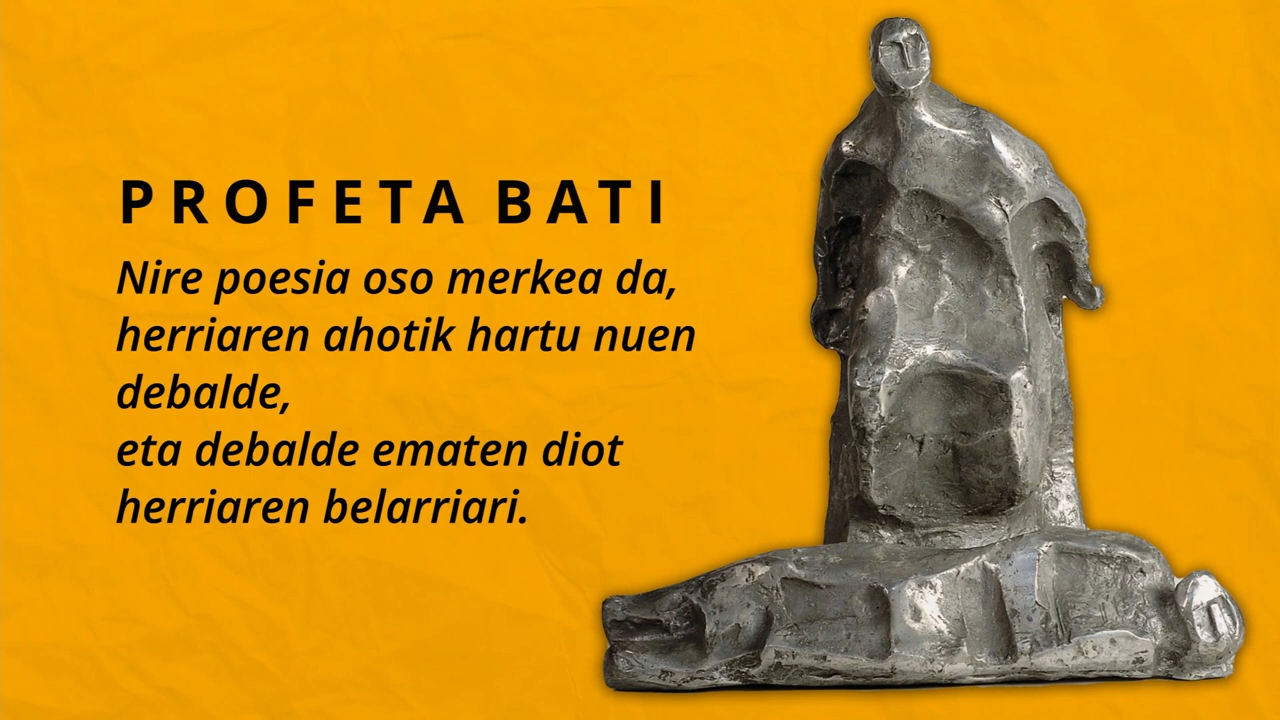 PROFETA BATI
Nire poesia oso merkea da,
herriaren ahotik hartu nuen
debalde,
eta debalde ematen diot
herriaren belarriari.